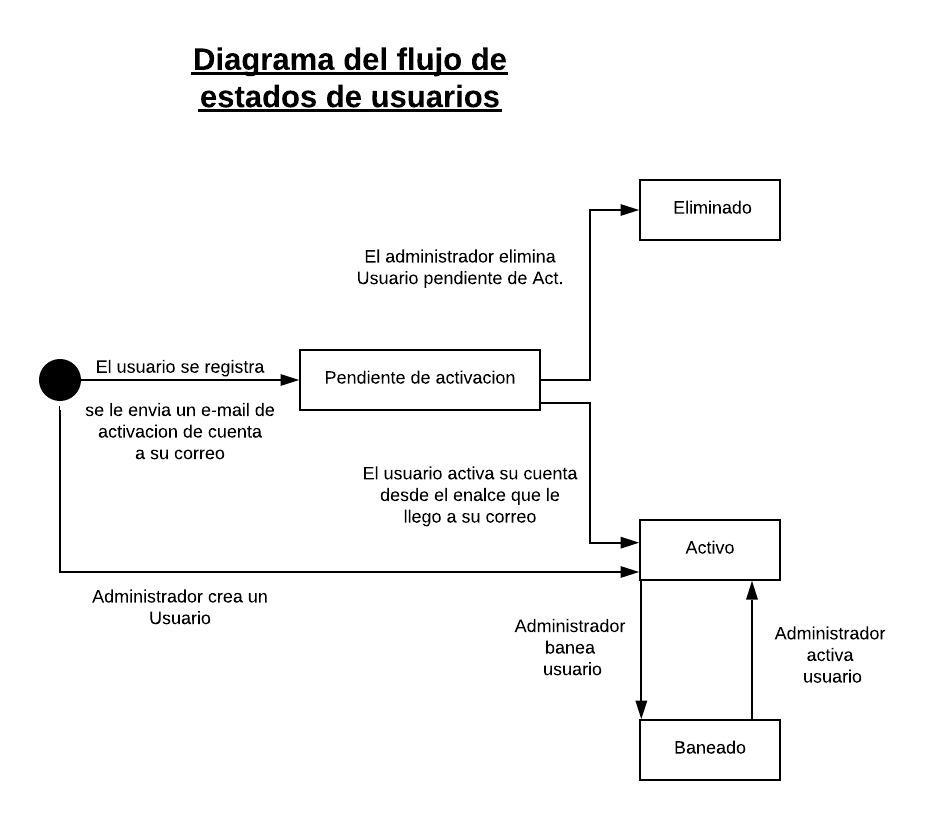 Diagrama del flujo de
estados de usuarios
Eliminado
El administrador elimina
Usuario pendiente de Act.
El usuario se registra
Pendiente de activacion
se le envia un e-mail de
activacion de cuenta
a su correo
El usuario activa su cuenta
desde el enalce que le
llego a su correo
Activo
Administrador crea un
Usuario
Administrador
banea
usuario
Administrador
activa
usuario
Baneado